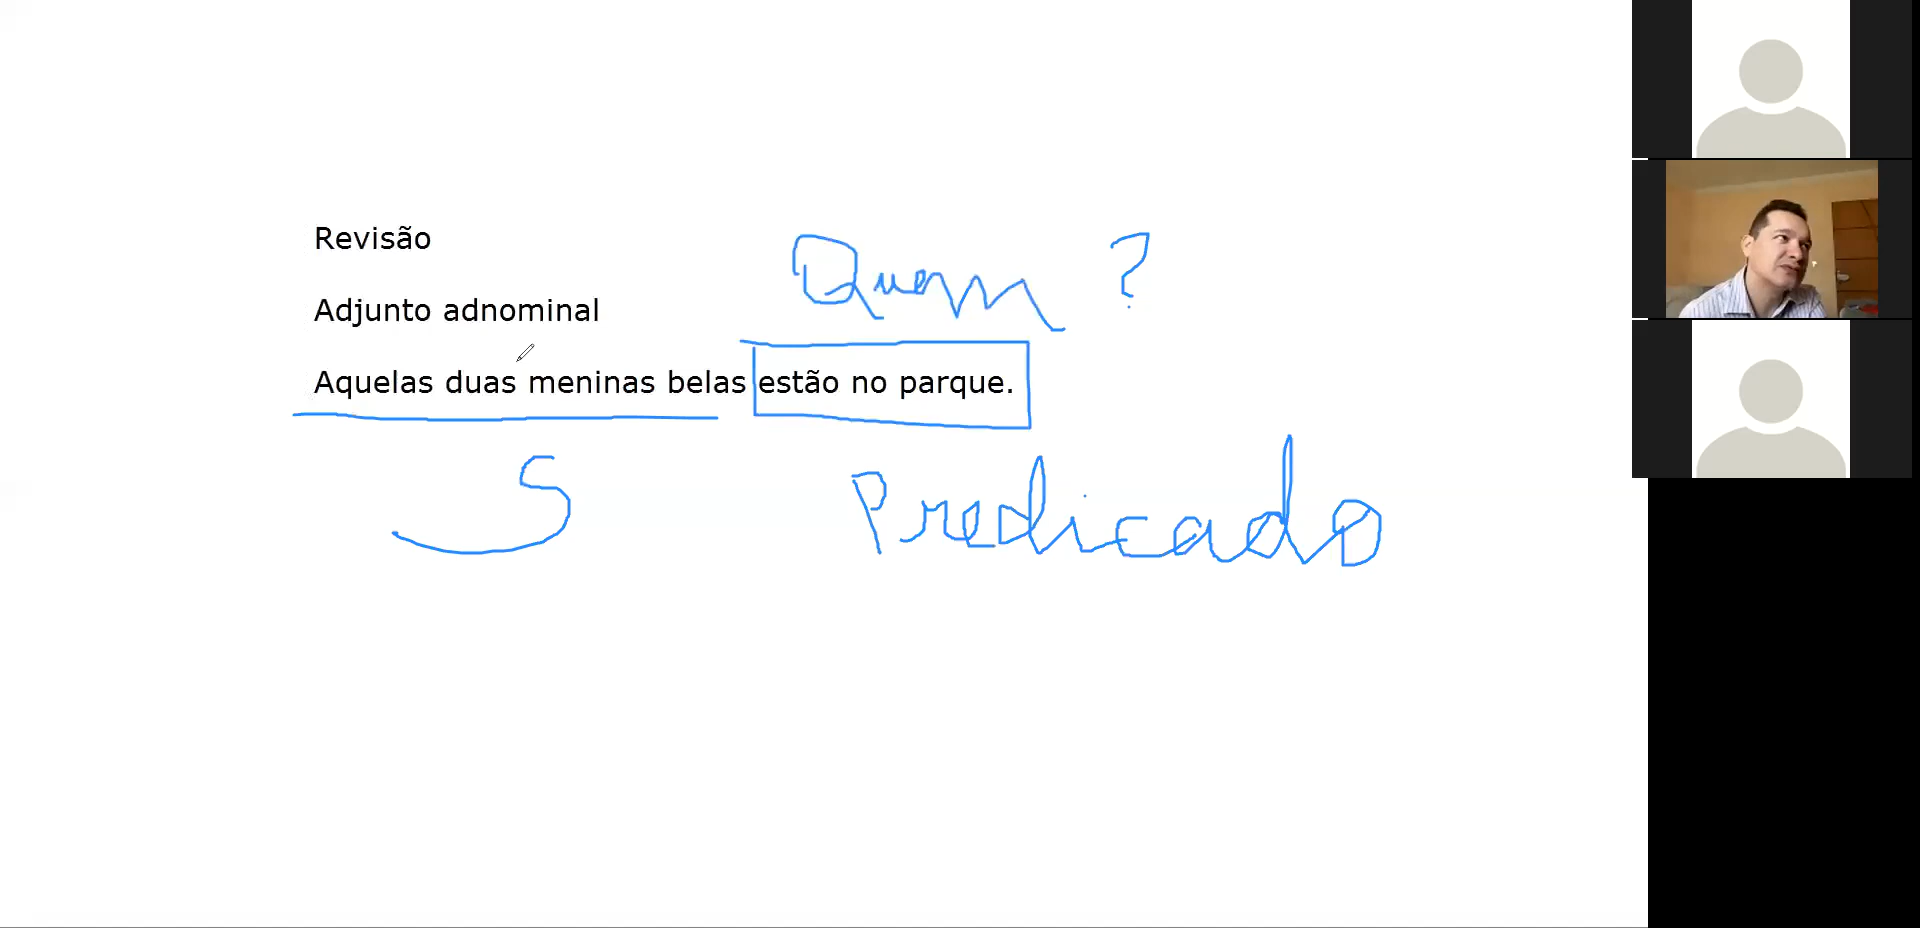 Revisão
Quem ?
Adjunto adnominal
Aquelas duas meninas belas estão no parque.
S
Predicado